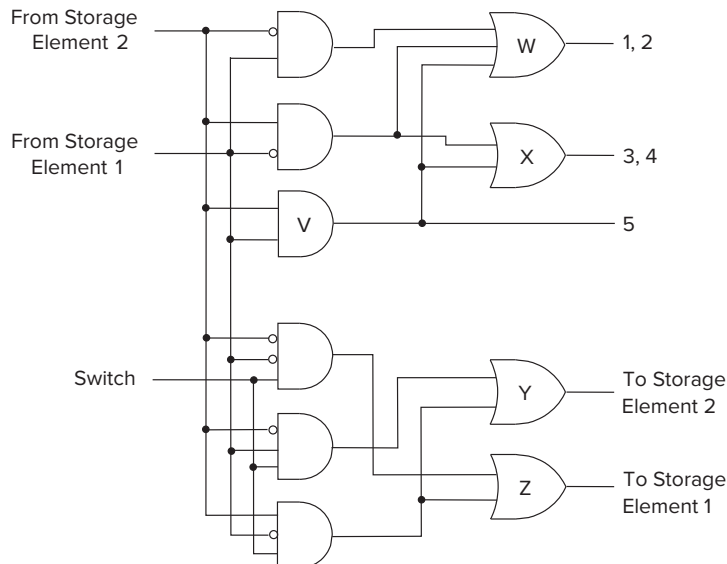 From Storage
Element 2
W
1, 2
From Storage
Element 1
X
3, 4
V
5
Switch
Y
To Storage
Element 2
Z
To Storage
Element 1